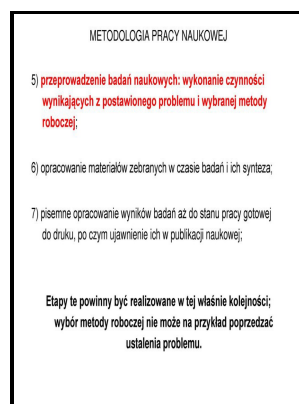 METODOLOGIA PRACY NAUKOWEJ
5) przeprowadzenie badań naukowych: wykonanie czynności
wynikających z postawionego problemu i wybranej metody
roboczej;
6) opracowanie materiałów zebranych w czasie badań i ich synteza;
7) pisemne opracowanie wyników badań aż do stanu pracy gotowej
do druku, po czym ujawnienie ich w publikacji naukowej;
Etapy te powinny być realizowane w tej właśnie kolejności;
wybór metody roboczej nie może na przykład poprzedzać
ustalenia problemu.